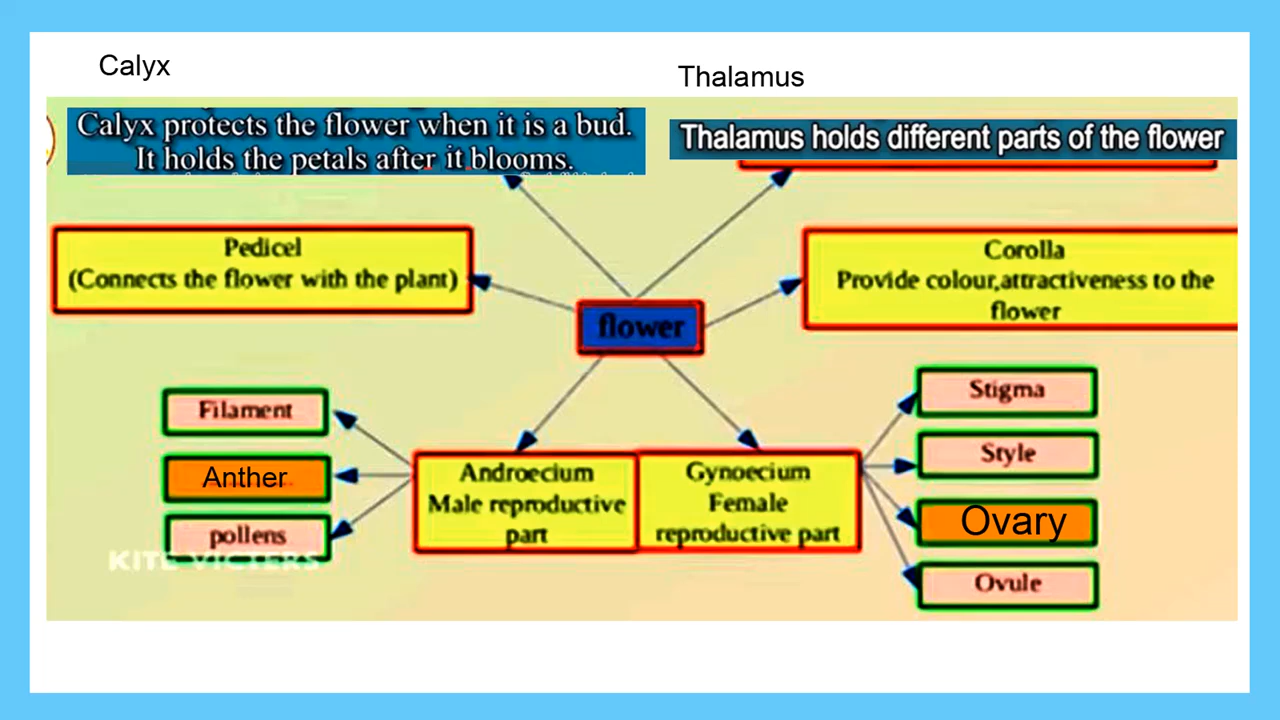 Calyx
Thalamus
Calyx protects the flower when it is a bud.
It holds the petals after it blooms.
Thalamus holds different parts of the flower
Pedicel
(Connects the flower with the plant)
Corolla
Provide colour,attractiveness to the
flower
flower
Filament
Anther
pollens
Androecium
Male reproductive
part
Gynoecium
Female
reproductive part
Stigma
Style
Ovary
Ovule
KITE VICTERS